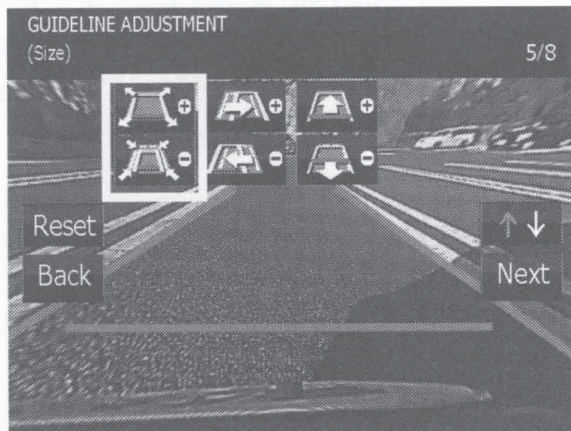 GUIDELINE ADJUSTMENT
(Size)
5/8
+ + +
- - -
Reset
↑ ↓
Back
Next